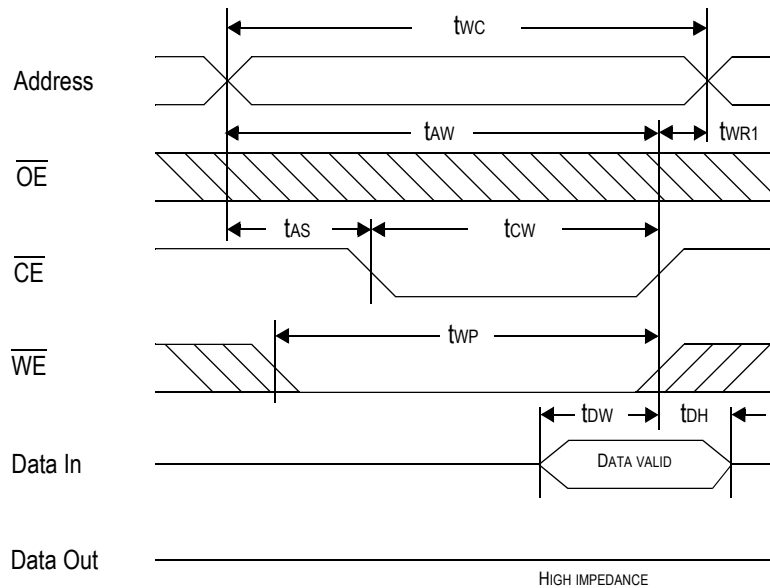 tWC
Address
tAW
tWR1
OE
tAS
tCW
CE
tWP
WE
tDW
tDH
Data In
DATA VALID
Data Out
HIGH IMPEDANCE